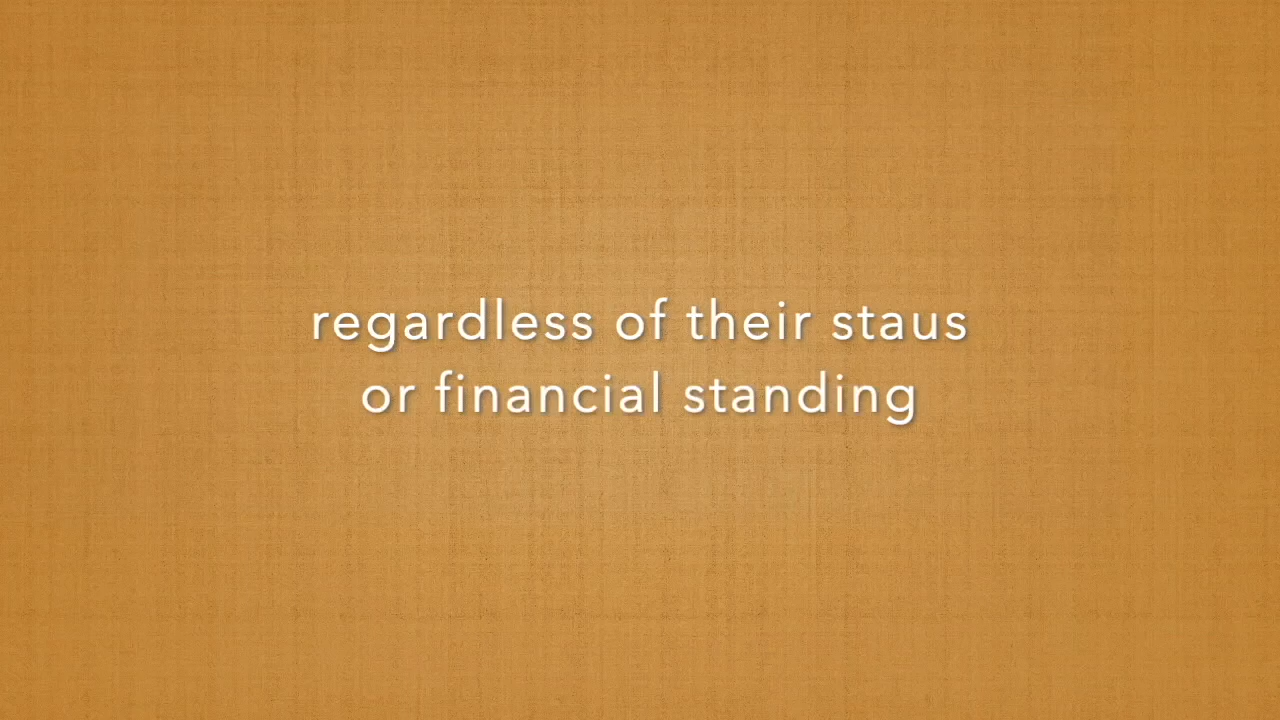 regardless of their staus
or financial standing